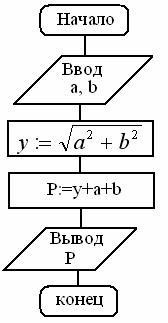 Начало
Ввод
a, b
y := √a² + b²
P:=y+a+b
Вывод
P
конец